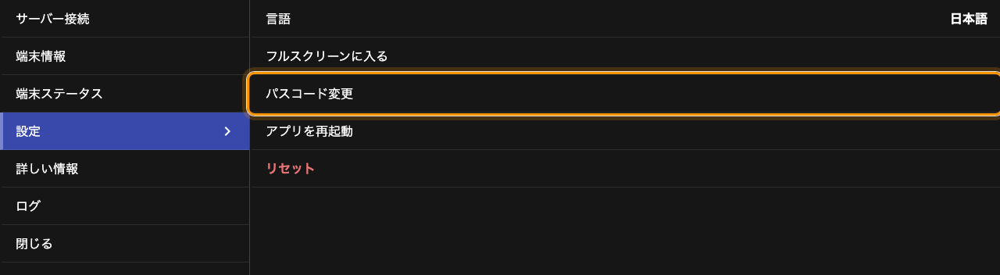 サーバー接続
端末情報
端末ステータス
設定
詳しい情報
ログ
閉じる
言語 日本語
フルスクリーンに入る
パスコード変更
アプリを再起動
リセット